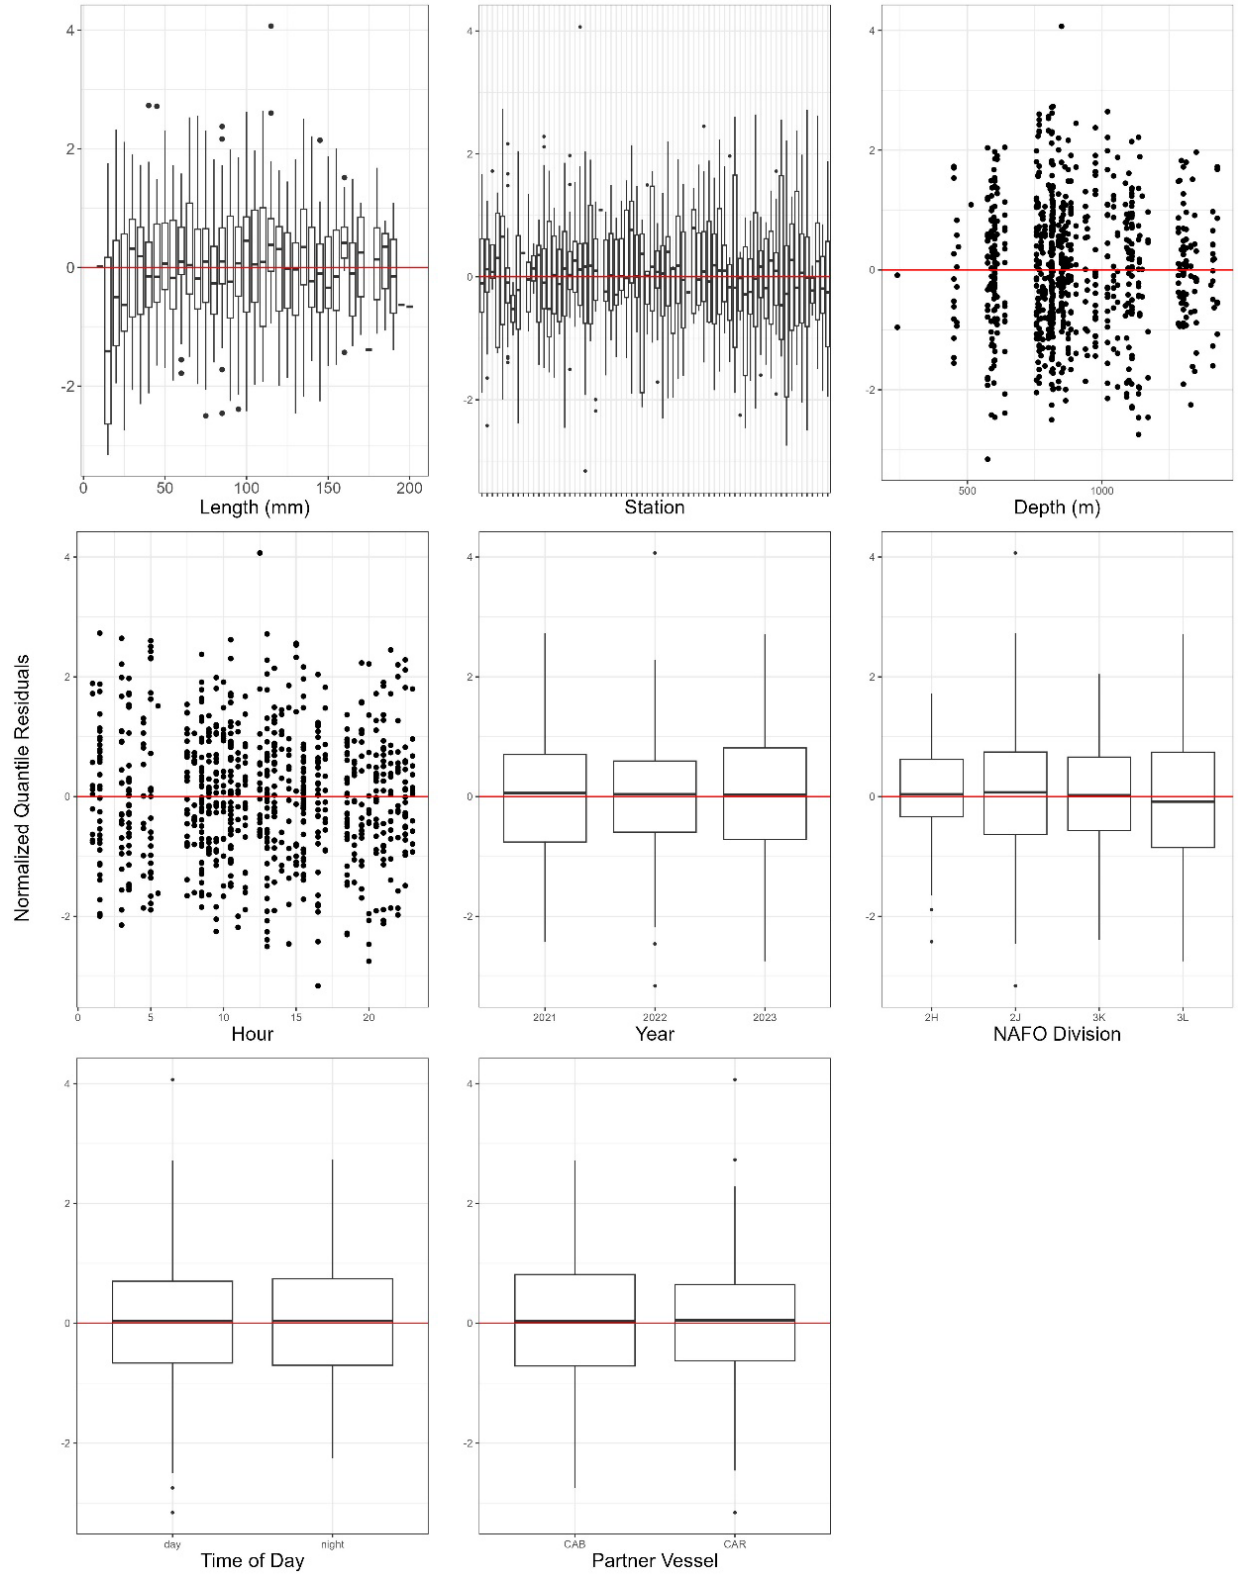 4
2
0
-2
0 50 100 150 200
Length (mm)
4
2
0
-2
Station
4
2
0
-2
500 1000
Depth (m)
Normalized Quantile Residuals
4
2
0
-2
0 5 10 15 20
Hour
4
2
0
-2
2021 2022 2023
Year
4
2
0
-2
2H 2J 3K 3L
NAFO Division
4
2
0
-2
day night
Time of Day
4
2
0
-2
CAB CAR
Partner Vessel